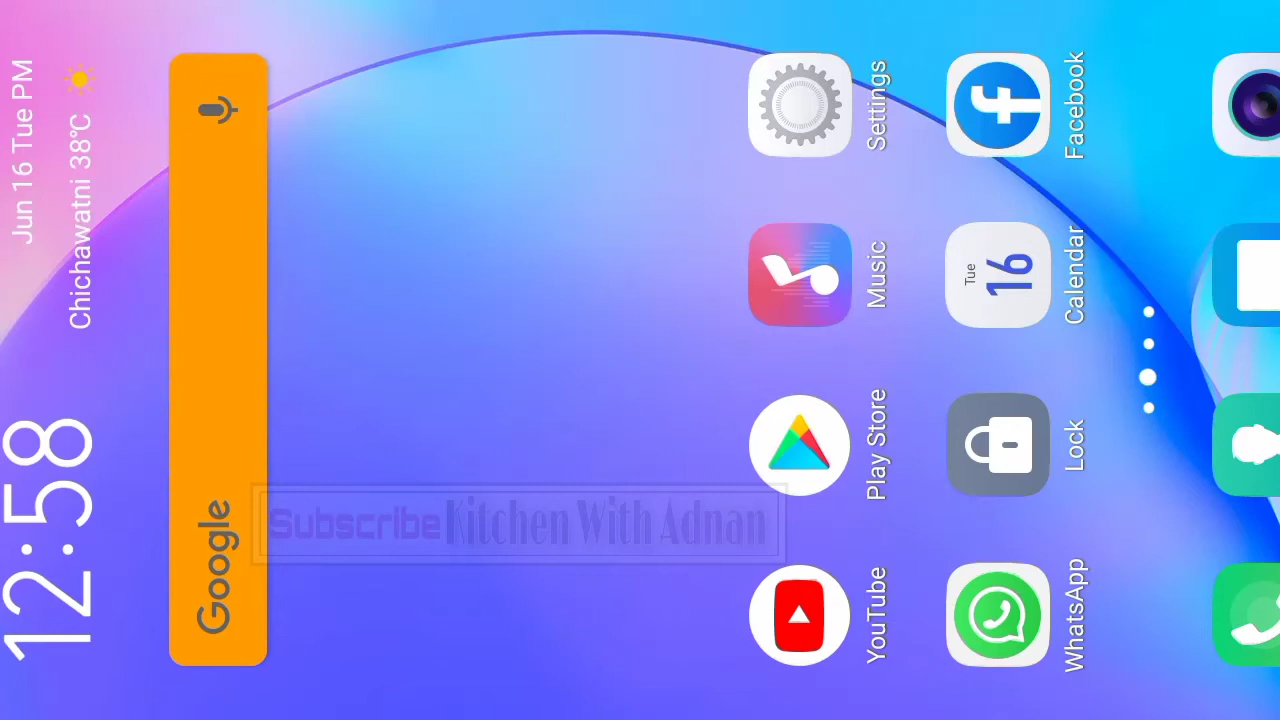 12:58
Jun 16 Tue PM
Chichawatni 38°C
Google
Subscribe Kitchen With Adnan
YouTube
Play Store
Music
Settings
WhatsApp
Lock
Tue
16
Calendar
Facebook